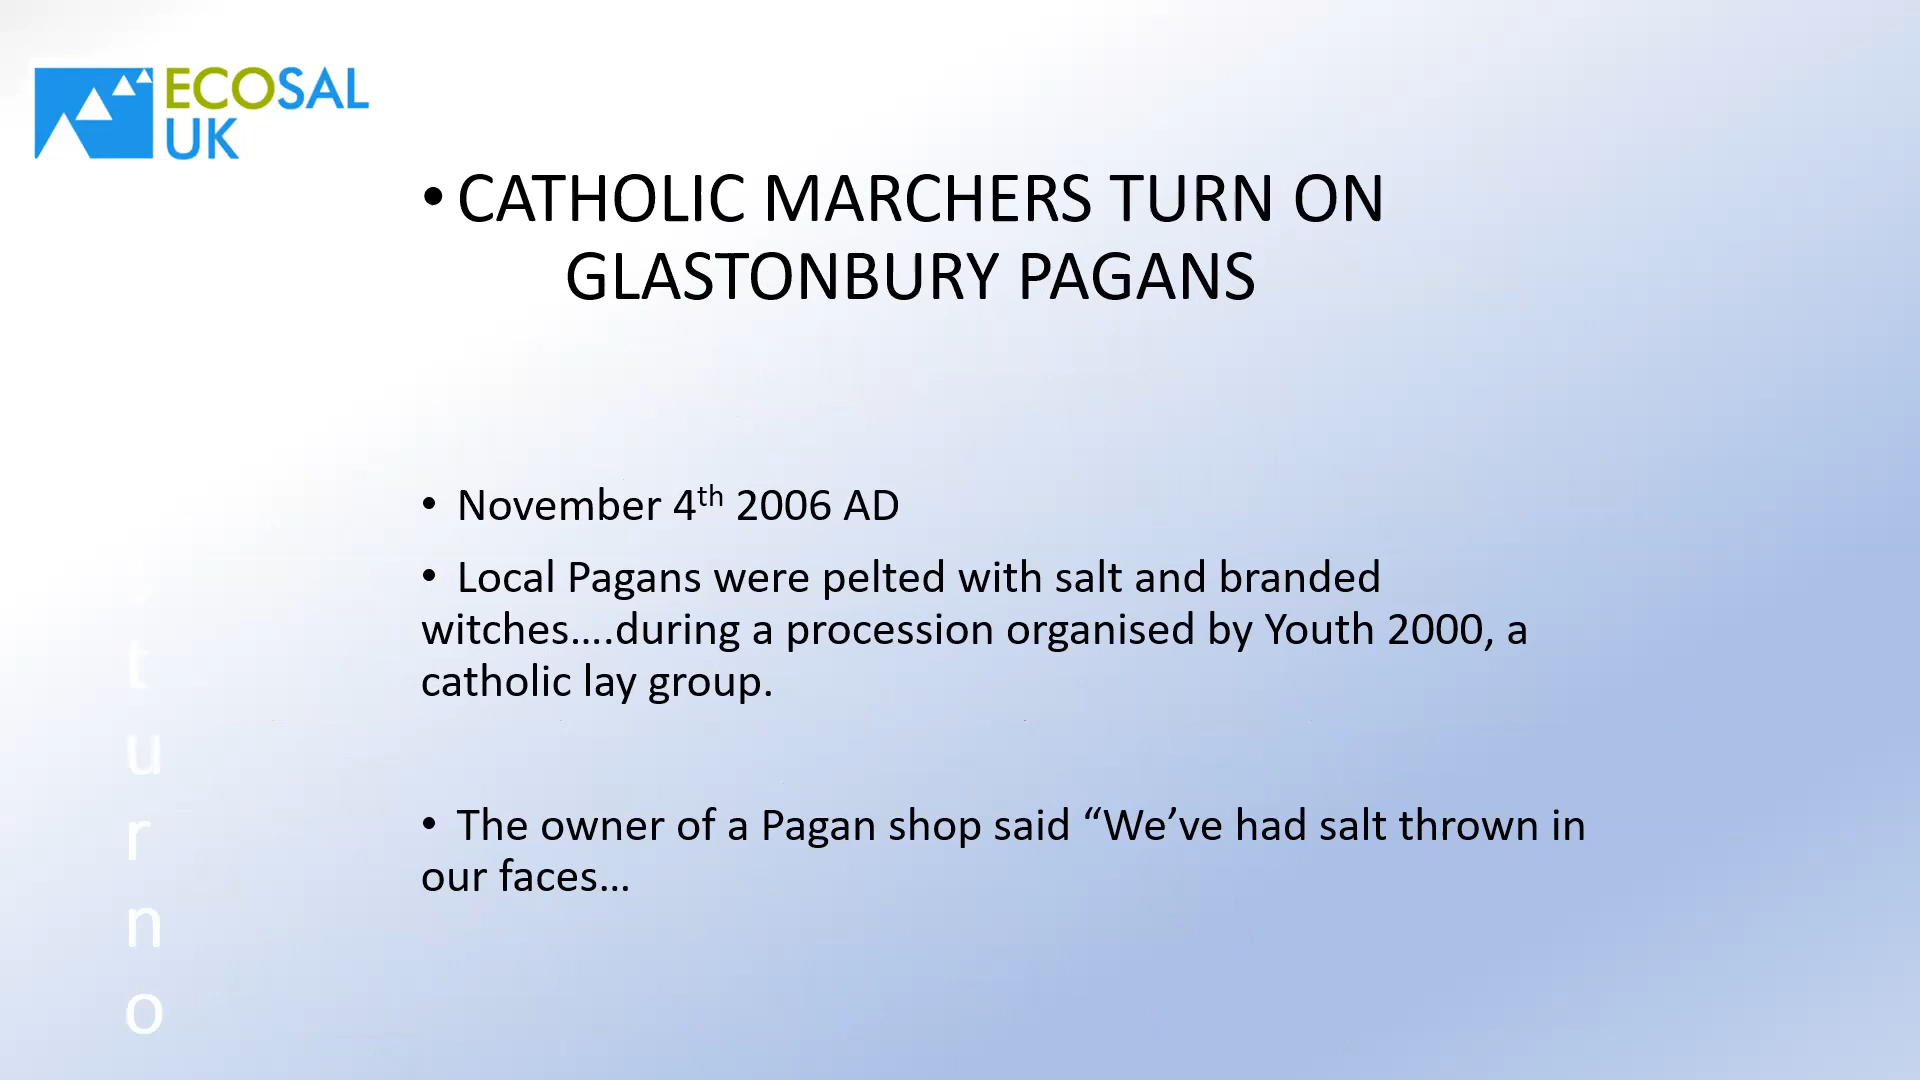 ECOSAL
UK
• CATHOLIC MARCHERS TURN ON
GLASTONBURY PAGANS
• November 4th 2006 AD
• Local Pagans were pelted with salt and branded
witches….during a procession organised by Youth 2000, a
catholic lay group.
• The owner of a Pagan shop said “We’ve had salt thrown in
our faces…
t
u
r
n
o